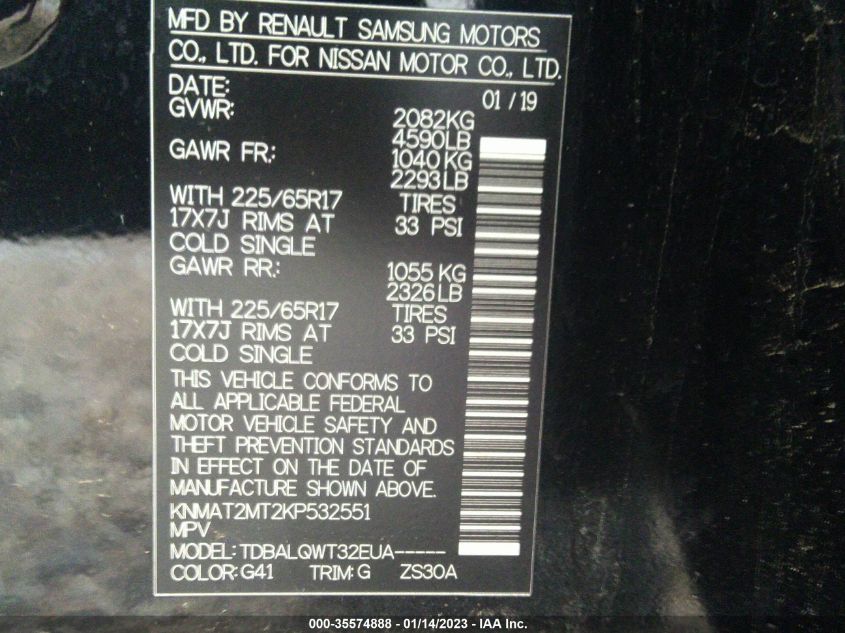 MFD BY RENAULT SAMSUNG MOTORS
CO., LTD. FOR NISSAN MOTOR CO., LTD.
DATE: 01 / 19
GVWR: 2082KG
4590LB
GAWR FR.: 1040 KG
2293 LB
WITH 225/65R17 TIRES
17X7J RIMS AT 33 PSI
COLD SINGLE
GAWR RR.: 1055 KG
2326 LB
WITH 225/65R17 TIRES
17X7J RIMS AT 33 PSI
COLD SINGLE
THIS VEHICLE CONFORMS TO
ALL APPLICABLE FEDERAL
MOTOR VEHICLE SAFETY AND
THEFT PREVENTION STANDARDS
IN EFFECT ON THE DATE OF
MANUFACTURE SHOWN ABOVE.
KNMAT2MT2KP532551
MPV
MODEL: TDBALQWT32EUA-----
COLOR: G41 TRIM: G ZS30A
000-35574888 - 01/14/2023 - IAA Inc.